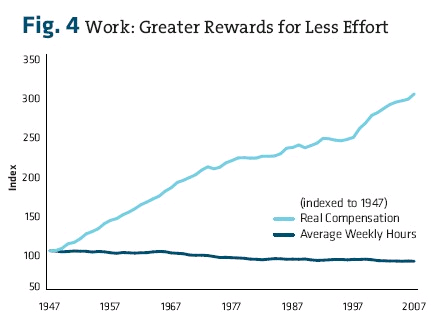 Fig. 4 Work: Greater Rewards for Less Effort
350
300
250
200
150
100
50
Index
(indexed to 1947)
Real Compensation
Average Weekly Hours
1947 1957 1967 1977 1987 1997 2007